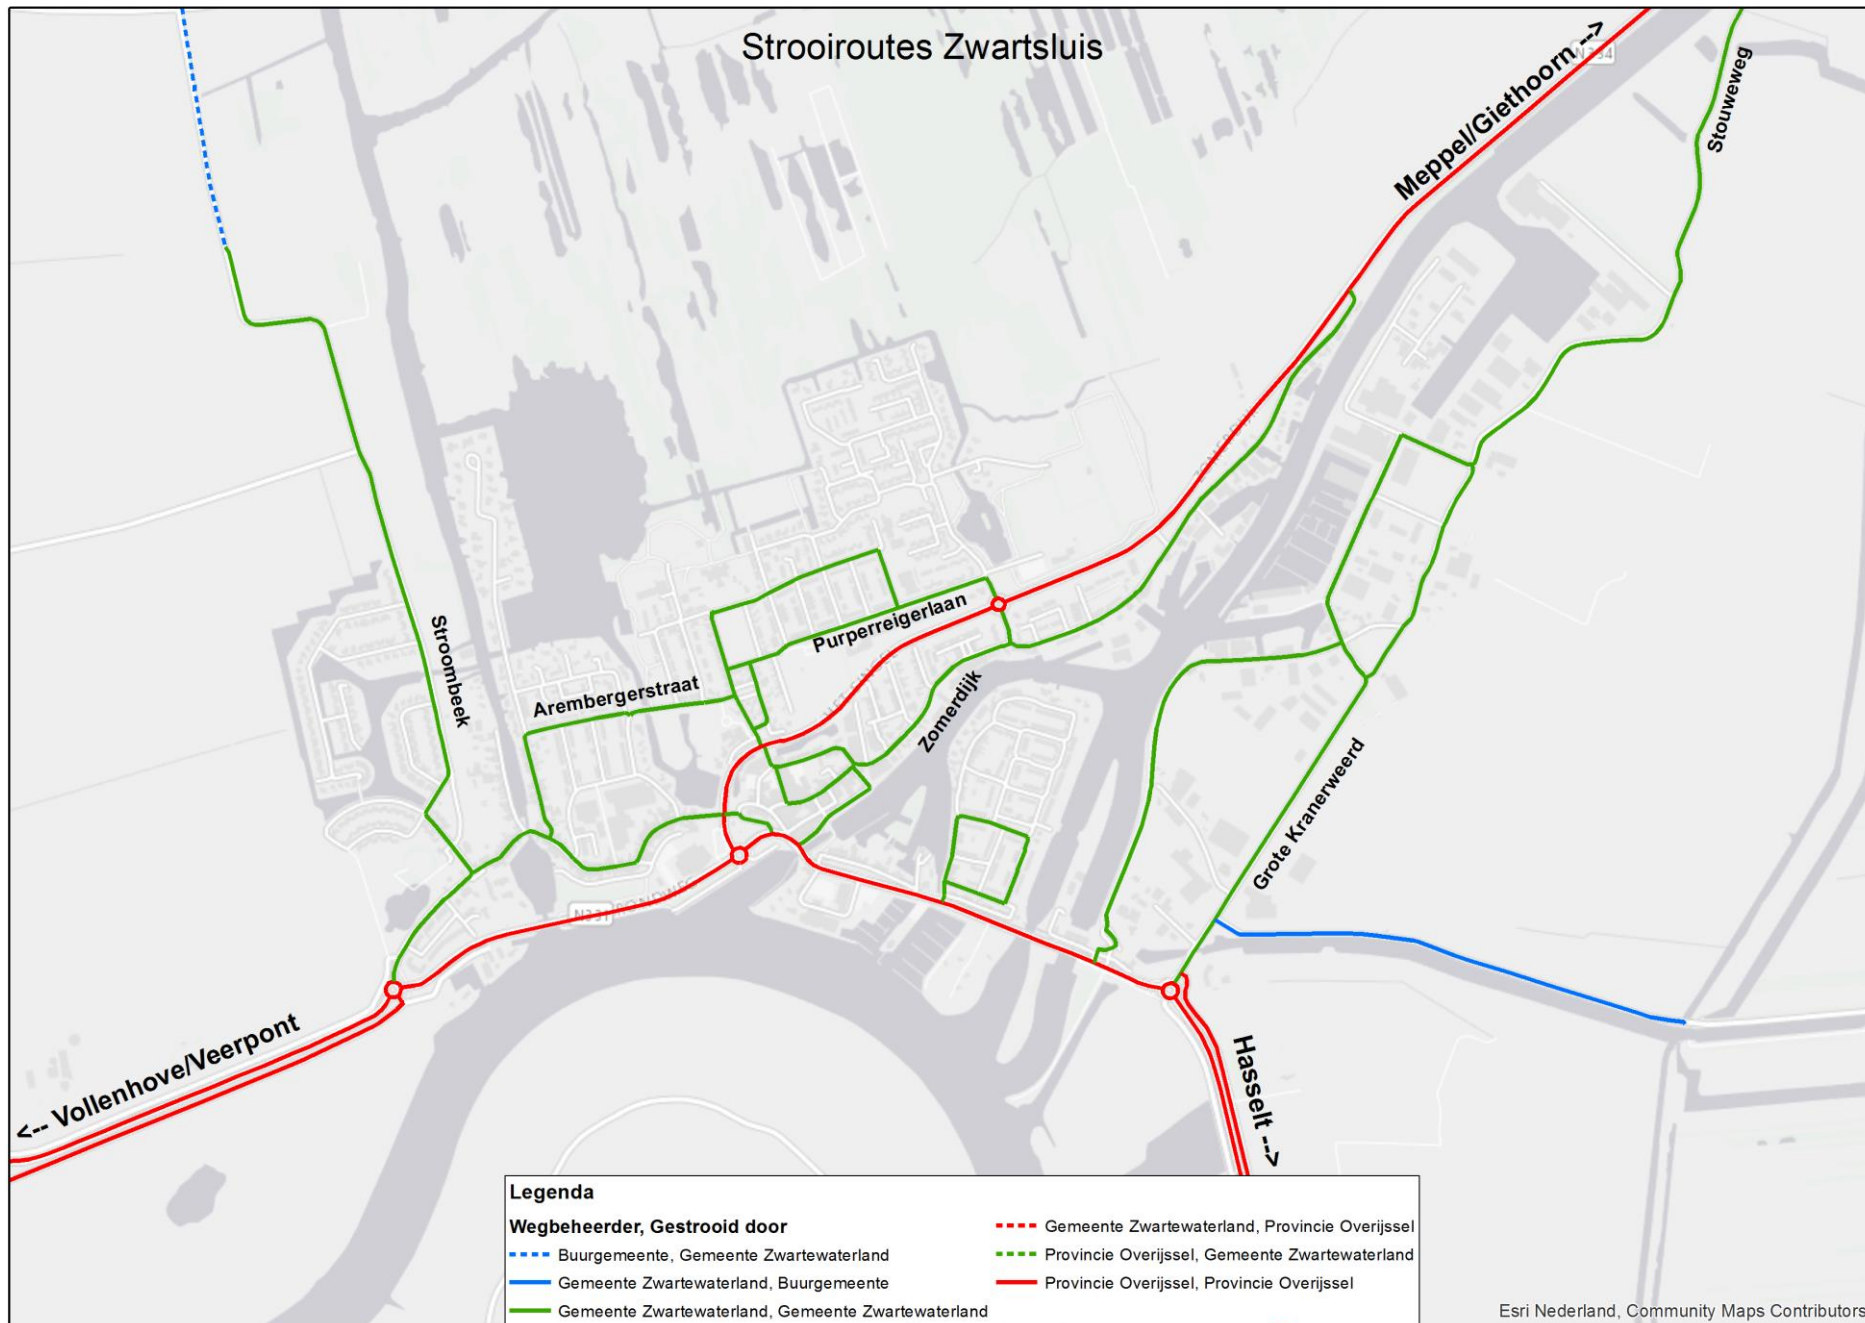 Strooiroutes Zwartsluis
Meppel/Giethoorn -->
Stouweweg
Stroombeek
Purperreigerlaan
Arembergerstraat
Zomerdijk
Grote Kranerweerd
N331
<-- Vollenhove/Veerpont
Hasselt -->
Legenda
Wegbeheerder, Gestrooid door
Buurgemeente, Gemeente Zwartewaterland
Gemeente Zwartewaterland, Buurgemeente
Gemeente Zwartewaterland, Gemeente Zwartewaterland
Gemeente Zwartewaterland, Provincie Overijssel
Provincie Overijssel, Gemeente Zwartewaterland
Provincie Overijssel, Provincie Overijssel
Esri Nederland, Community Maps Contributors